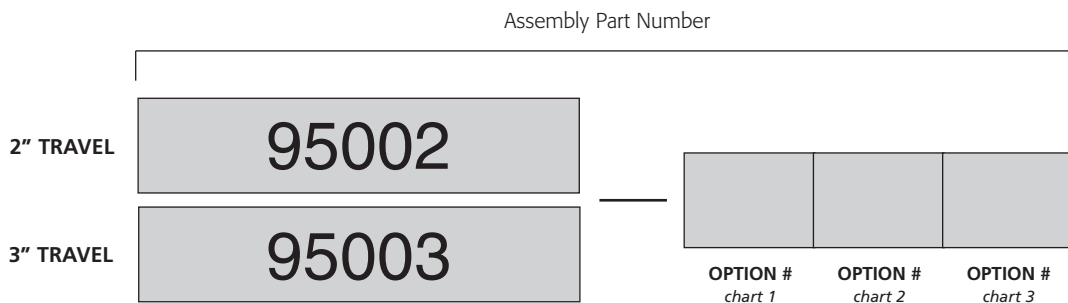 Assembly Part Number
2” TRAVEL
95002
3” TRAVEL
95003
OPTION # OPTION # OPTION #
chart 1 chart 2 chart 3